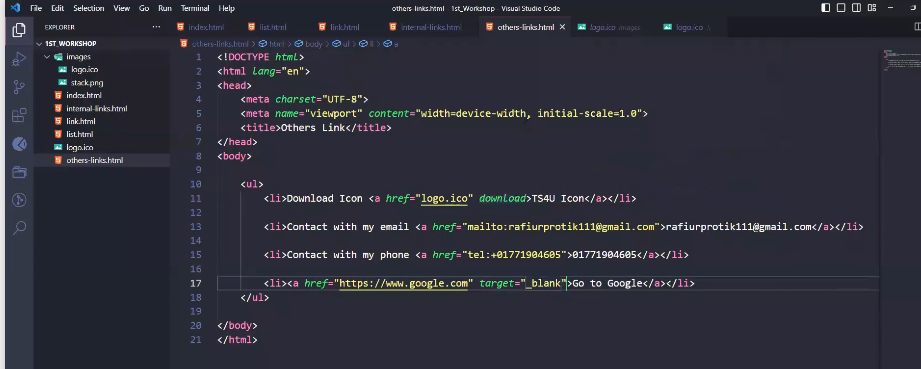 File Edit Selection View Go Run Terminal Help
others-links.html - 1st_Workshop - Visual Studio Code
EXPLORER
1ST_WORKSHOP
images
logo.ico
stack.png
index.html
internal-links.html
link.html
list.html
logo.ico
others-links.html
index.html list.html link.html internal-links.html others-links.html logo.ico images logo.ico
others-links.html > html > body > ul > li > a
1 <!DOCTYPE html>
2 <html lang="en">
3 <head>
4 <meta charset="UTF-8">
5 <meta name="viewport" content="width=device-width, initial-scale=1.0">
6 <title>Others Link</title>
7 </head>
8 <body>
9
10 <ul>
11 <li>Download Icon <a href="logo.ico" download>TS4U Icon</a></li>
12
13 <li>Contact with my email <a href="mailto:rafiurprotik111@gmail.com">rafiurprotik111@gmail.com</a></li>
14
15 <li>Contact with my phone <a href="tel:+01771904605">01771904605</a></li>
16
17 <li><a href="https://www.google.com" target="_blank">Go to Google</a></li>
18 </ul>
19
20 </body>
21 </html>